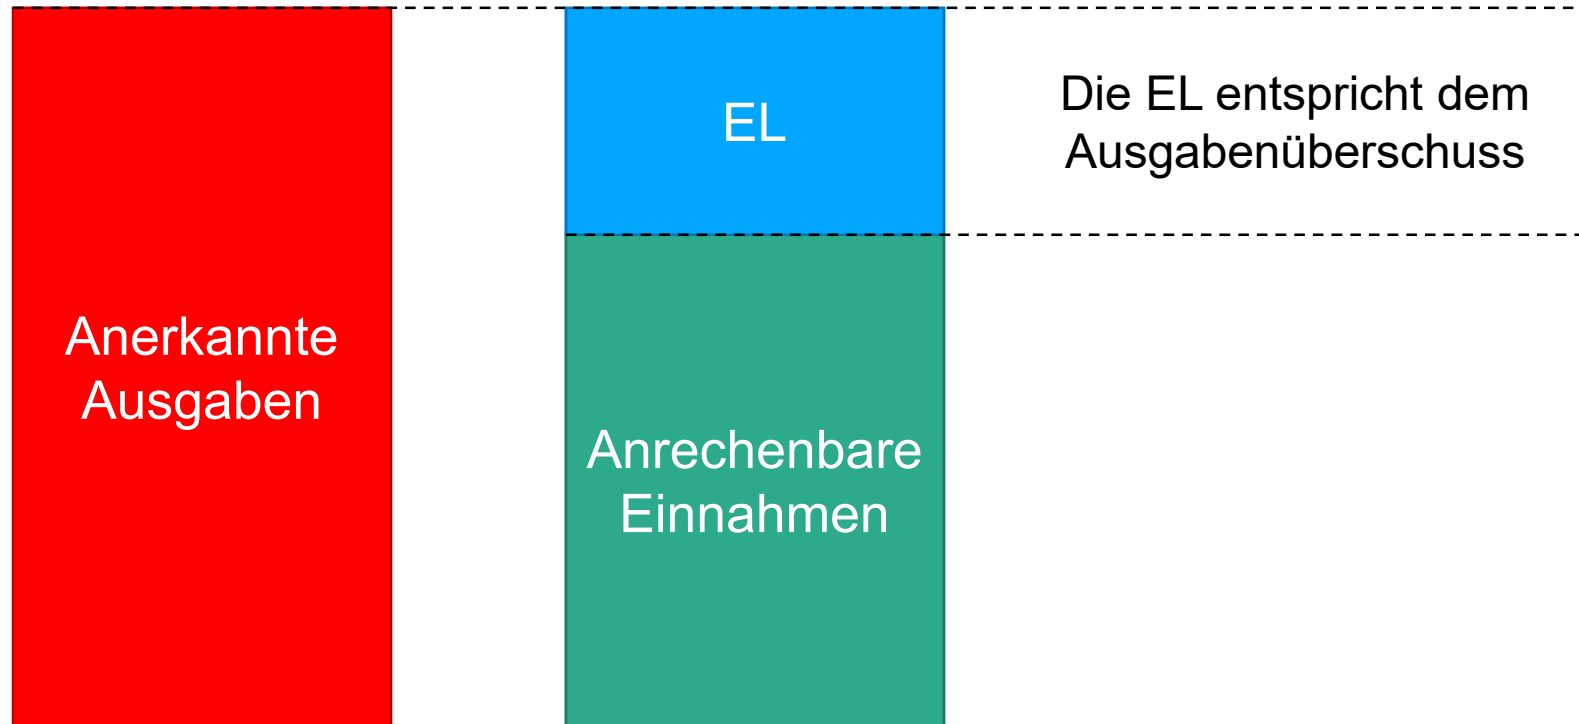 Anerkannte
Ausgaben
EL
Anrechenbare
Einnahmen
Die EL entspricht dem
Ausgabenüberschuss